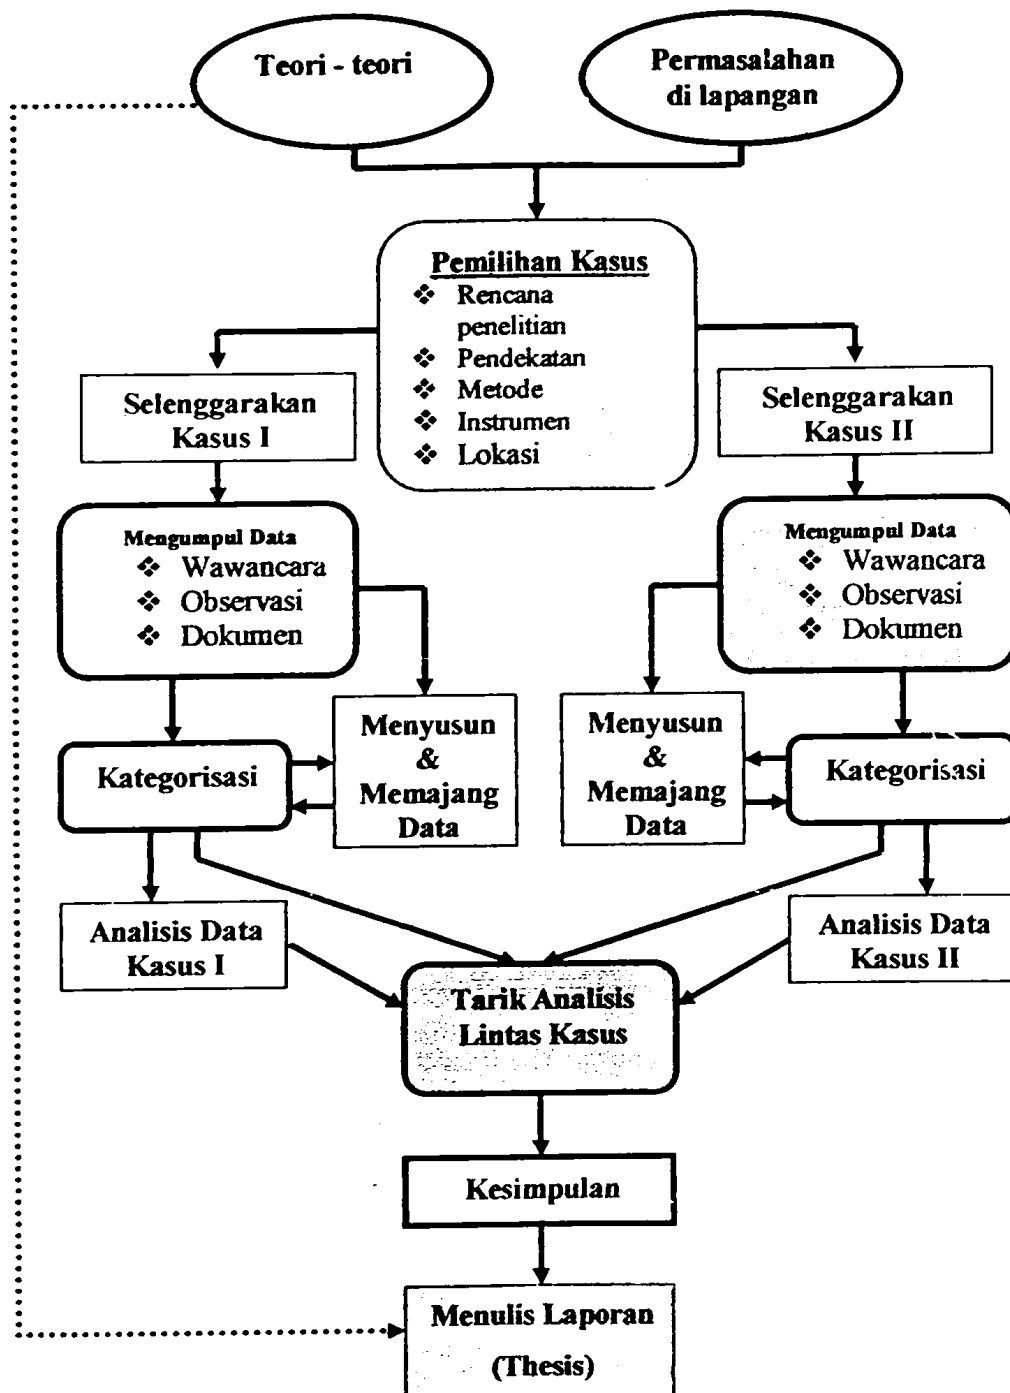 Teori - teori
Permasalahan
di lapangan
Pemilihan Kasus
❖ Rencana
penelitian
❖ Pendekatan
❖ Metode
❖ Instrumen
❖ Lokasi
Selenggarakan
Kasus I
Selenggarakan
Kasus II
Mengumpul Data
❖ Wawancara
❖ Observasi
❖ Dokumen
Mengumpul Data
❖ Wawancara
❖ Observasi
❖ Dokumen
Kategorisasi
Menyusun
&
Memajang
Data
Menyusun
&
Memajang
Data
Kategorisasi
Analisis Data
Kasus I
Analisis Data
Kasus II
Tarik Analisis
Lintas Kasus
Kesimpulan
Menulis Laporan
(Thesis)